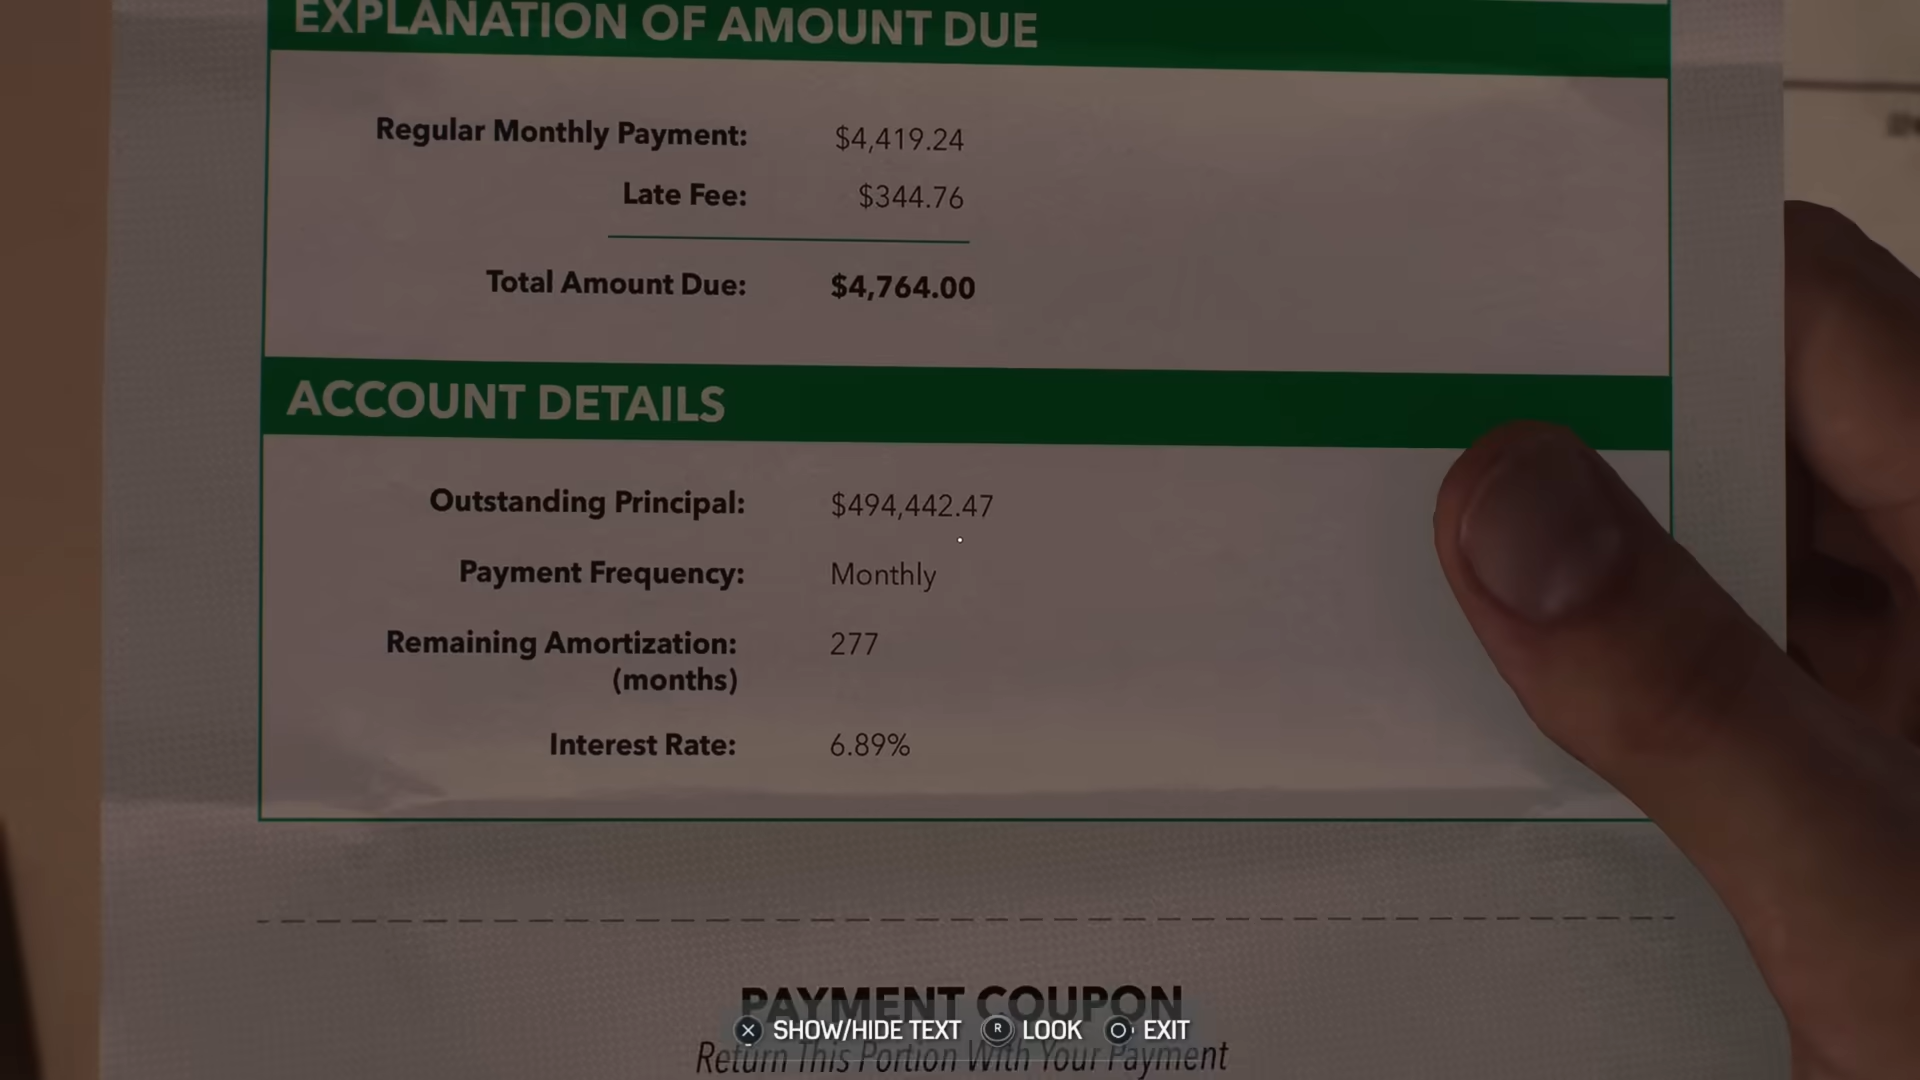 EXPLANATION OF AMOUNT DUE
Regular Monthly Payment: $4,419.24
Late Fee: $344.76
Total Amount Due: $4,764.00
ACCOUNT DETAILS
Outstanding Principal: $494,442.47
Payment Frequency: Monthly
Remaining Amortization: 277
(months)
Interest Rate: 6.89%
PAYMENT COUPON
SHOW/HIDE TEXT R LOOK EXIT
Return This Portion With Your Payment